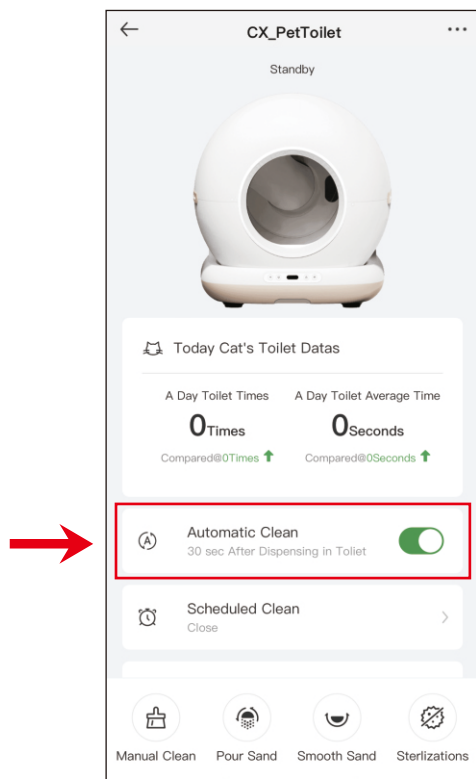 CX_PetToilet
Standby
Today Cat's Toilet Datas
A Day Toilet Times
A Day Toilet Average Time
0Times
0Seconds
Compared@0Times
Compared@0Seconds
Automatic Clean
30 sec After Dispensing in Toliet
Scheduled Clean
Close
Manual Clean
Pour Sand
Smooth Sand
Sterlizations